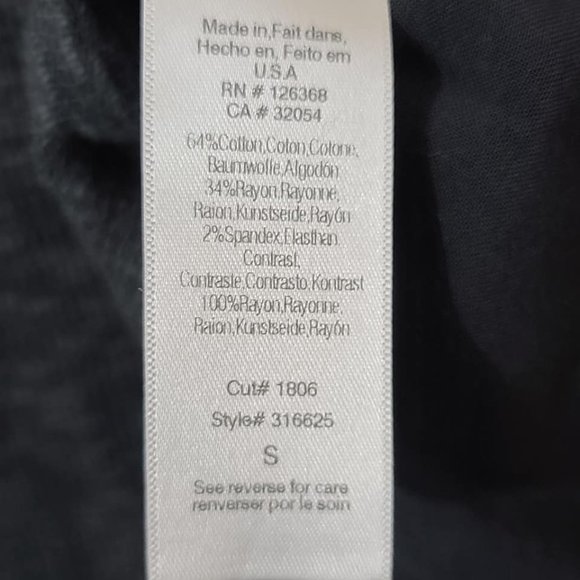 Made in,Fait dans,
Hecho en, Feito em
U.S.A
RN # 126368
CA # 32054
64%Cotton,Coton,Cotone,
Baumwolle,Algodón
34%Rayon,Rayonne,
Raion,Kunstseide,Rayón
2%Spandex,Elasthan
Contrast,
Contraste,Contrasto,Kontrast
100%Rayon,Rayonne,
Raion,Kunstseide,Rayón
Cut# 1806
Style# 316625
S
See reverse for care
renverser por le soin